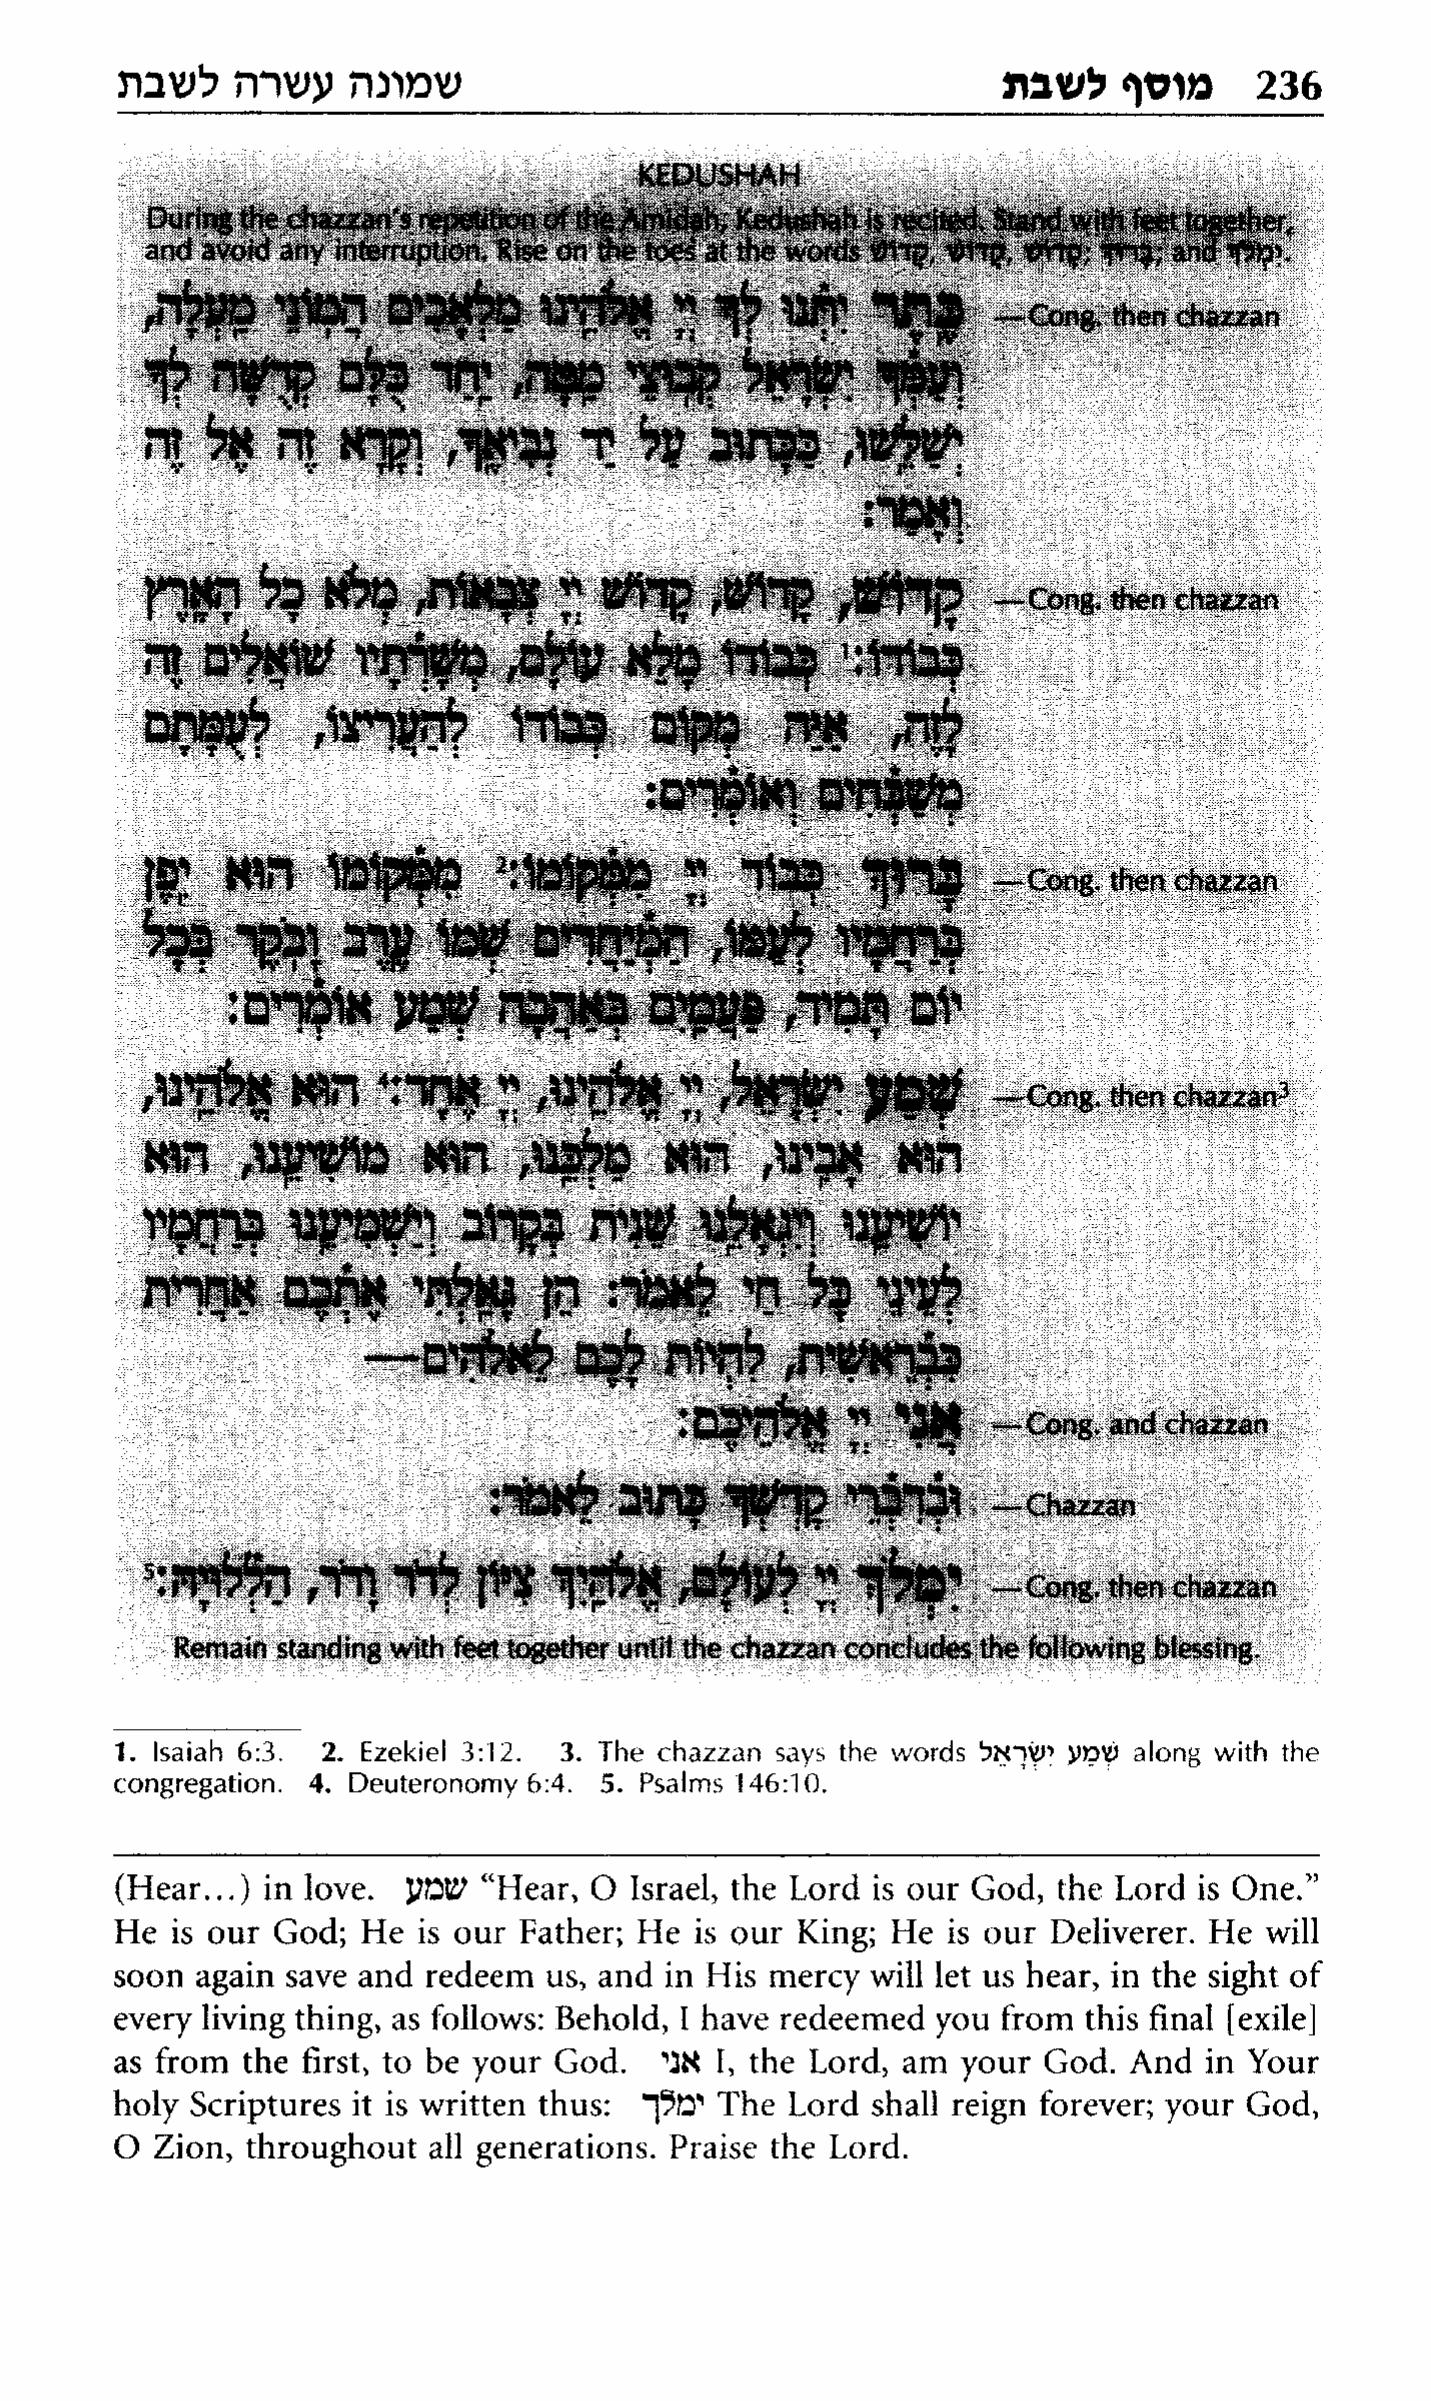 236 מוסף לשבת שמונה עשרה לשבת
KEDUSHAH
During the chazzan's repetition of the Amidah, Kedushah is recited. Stand with feet together,
and avoid any interruption. Rise on the toes at the words קָדוֹשׁ, קָדוֹשׁ, קָדוֹשׁ; בָּרוּךְ; and יִמְלֹךְ.
—Cong. then chazzan כֶּתֶר יִתְּנוּ לְךָ יְיָ אֱלֹהֵינוּ מַלְאָכִים הֲמוֹנֵי מַעְלָה,
וְעַמְּךָ יִשְׂרָאֵל קְבוּצֵי מַטָּה, יַחַד כֻּלָּם קְדֻשָּׁה לְךָ
יְשַׁלֵּשׁוּ, כַּכָּתוּב עַל יַד נְבִיאֶךָ, וְקָרָא זֶה אֶל זֶה
וְאָמַר:
—Cong. then chazzan קָדוֹשׁ, קָדוֹשׁ, קָדוֹשׁ יְיָ צְבָאוֹת, מְלֹא כָל הָאָרֶץ
כְּבוֹדוֹ:¹ כְּבוֹדוֹ מָלֵא עוֹלָם, מְשָׁרְתָיו שׁוֹאֲלִים זֶה
לָזֶה, אַיֵּה מְקוֹם כְּבוֹדוֹ לְהַעֲרִיצוֹ, לְעֻמָּתָם
מְשַׁבְּחִים וְאוֹמְרִים:
—Cong. then chazzan בָּרוּךְ כְּבוֹד יְיָ מִמְּקוֹמוֹ:² מִמְּקוֹמוֹ הוּא יִפֶן
בְּרַחֲמָיו לְעַמּוֹ, הַמְיַחֲדִים שְׁמוֹ עֶרֶב וָבֹקֶר בְּכָל
יוֹם תָּמִיד, פַּעֲמַיִם בְּאַהֲבָה שְׁמַע אוֹמְרִים:
—Cong. then chazzan³ שְׁמַע יִשְׂרָאֵל, יְיָ אֱלֹהֵינוּ, יְיָ אֶחָד:⁴ הוּא אֱלֹהֵינוּ,
הוּא אָבִינוּ, הוּא מַלְכֵּנוּ, הוּא מוֹשִׁיעֵנוּ, הוּא
יוֹשִׁיעֵנוּ וְיִגְאָלֵנוּ שֵׁנִית בְּקָרוֹב וְיַשְׁמִיעֵנוּ בְּרַחֲמָיו
לְעֵינֵי כָּל חַי לֵאמֹר: הֵן גָּאַלְתִּי אֶתְכֶם אַחֲרִית
כִּבְרֵאשִׁית, לִהְיוֹת לָכֶם לֵאלֹהִים—
—Cong. and chazzan אֲנִי יְיָ אֱלֹהֵיכֶם:
—Chazzan וּבְדִבְרֵי קָדְשְׁךָ כָּתוּב לֵאמֹר:
—Cong. then chazzan יִמְלֹךְ יְיָ לְעוֹלָם, אֱלֹהַיִךְ צִיּוֹן לְדֹר וָדֹר, הַלְלוּיָהּ:⁵
Remain standing with feet together until the chazzan concludes the following blessing.
1. Isaiah 6:3. 2. Ezekiel 3:12. 3. The chazzan says the words שְׁמַע יִשְׂרָאֵל along with the
congregation. 4. Deuteronomy 6:4. 5. Psalms 146:10.
(Hear...) in love. שמע “Hear, O Israel, the Lord is our God, the Lord is One.”
He is our God; He is our Father; He is our King; He is our Deliverer. He will
soon again save and redeem us, and in His mercy will let us hear, in the sight of
every living thing, as follows: Behold, I have redeemed you from this final [exile]
as from the first, to be your God. אני I, the Lord, am your God. And in Your
holy Scriptures it is written thus: ימלך The Lord shall reign forever; your God,
O Zion, throughout all generations. Praise the Lord.